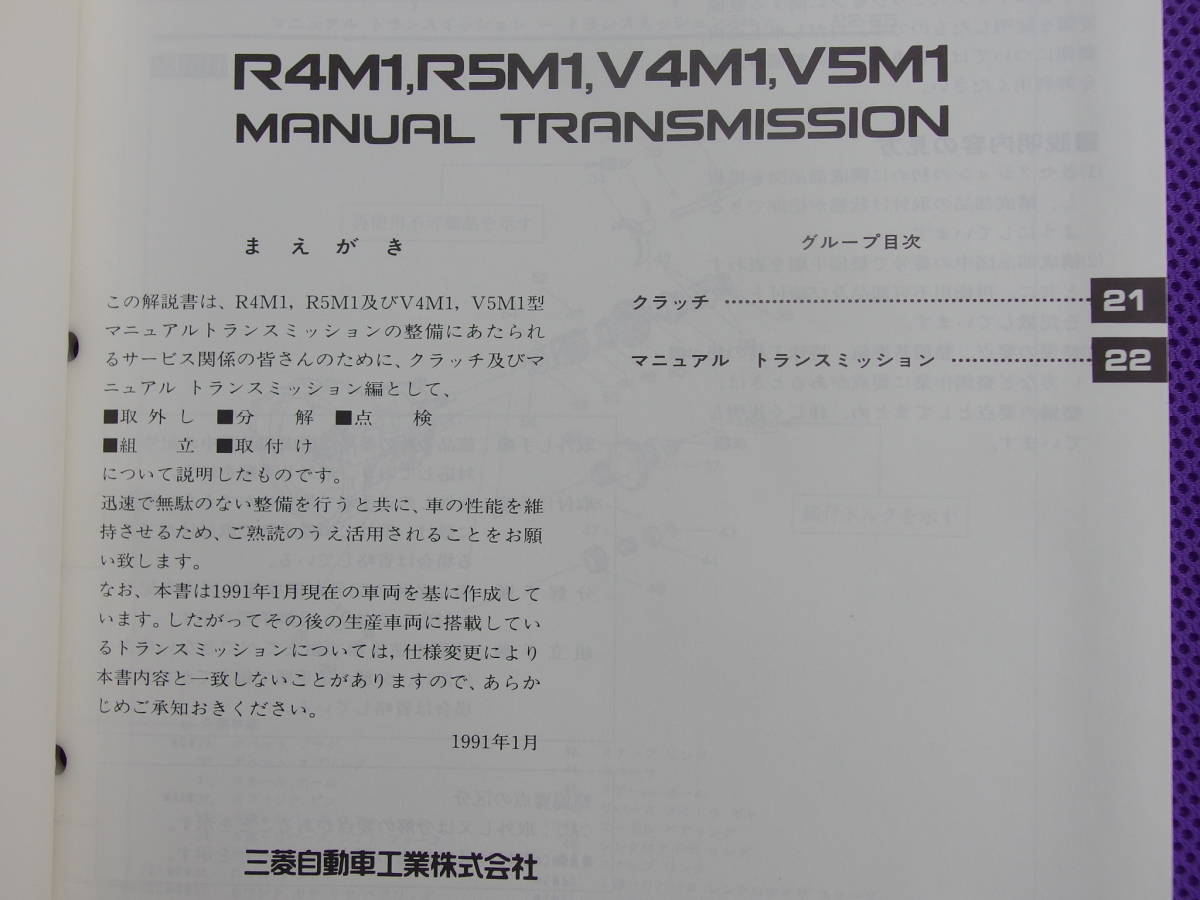 R4M1,R5M1,V4M1,V5M1
MANUAL TRANSMISSION
まえがき
この解説書は、R4M1, R5M1及びV4M1, V5M1型
マニュアルトランスミッションの整備にあたられ
るサービス関係の皆さんのために、クラッチ及びマ
ニュアル トランスミッション編として、
■取外し ■分 解 ■点 検
■組 立 ■取付け
について説明したものです。
迅速で無駄のない整備を行うと共に、車の性能を維
持させるため、ご熟読のうえ活用されることをお願
い致します。
なお、本書は1991年1月現在の車両を基に作成して
います。したがってその後の生産車両に搭載してい
るトランスミッションについては, 仕様変更により
本書内容と一致しないことがありますので、あらか
じめご承知おきください。
1991年1月
三菱自動車工業株式会社
グループ目次
クラッチ …………………………………… 21
マニュアル トランスミッション …………… 22